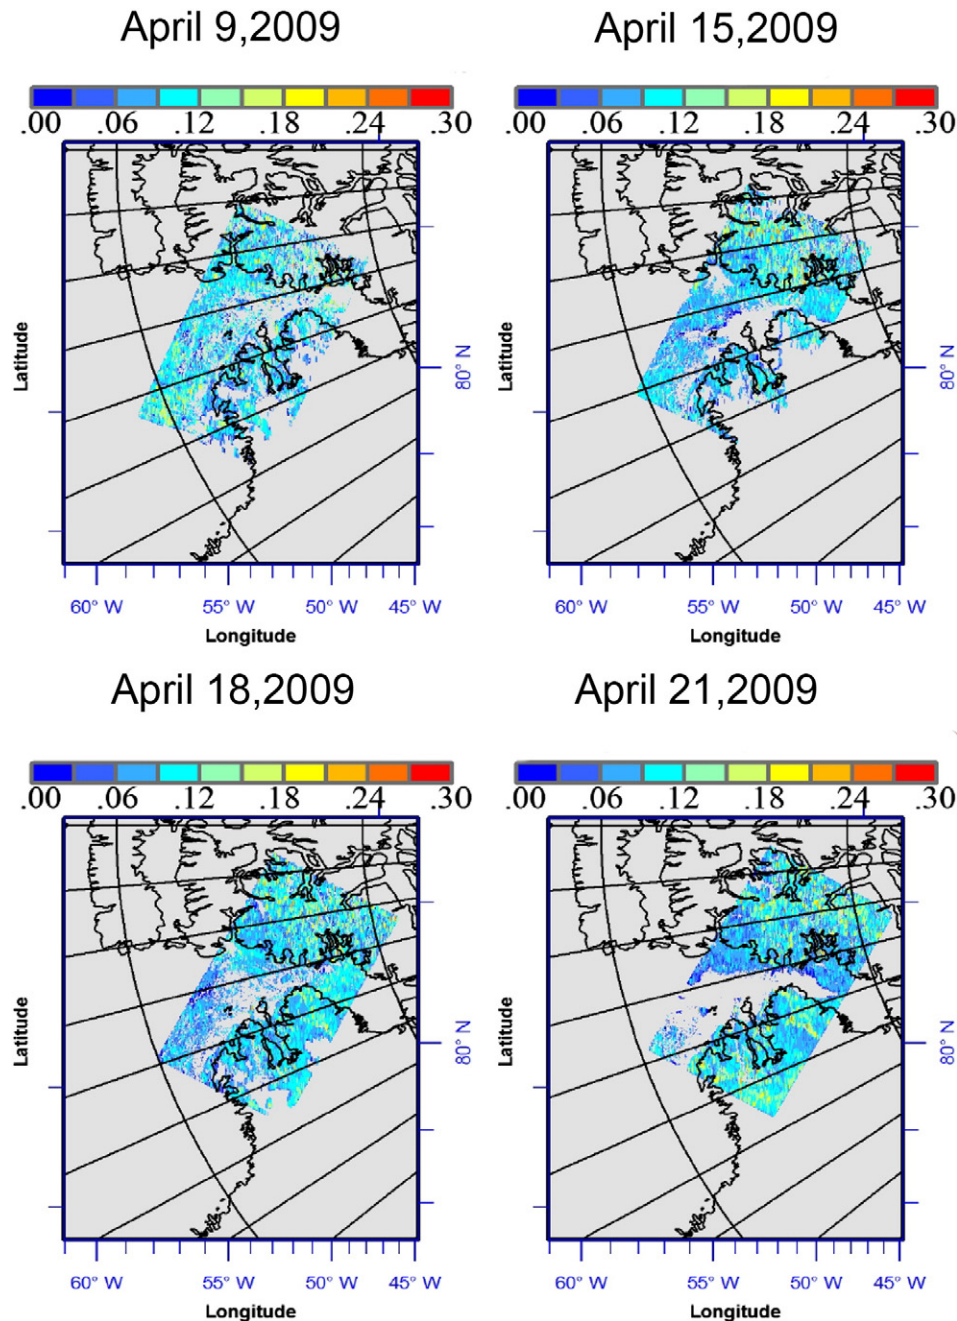 April 9,2009 April 15,2009
.00 .06 .12 .18 .24 .30 .00 .06 .12 .18 .24 .30
Latitude 80° N Latitude 80° N
60° W 55° W 50° W 45° W 60° W 55° W 50° W 45° W
Longitude Longitude
April 18,2009 April 21,2009
.00 .06 .12 .18 .24 .30 .00 .06 .12 .18 .24 .30
Latitude 80° N Latitude 80° N
60° W 55° W 50° W 45° W 60° W 55° W 50° W 45° W
Longitude Longitude